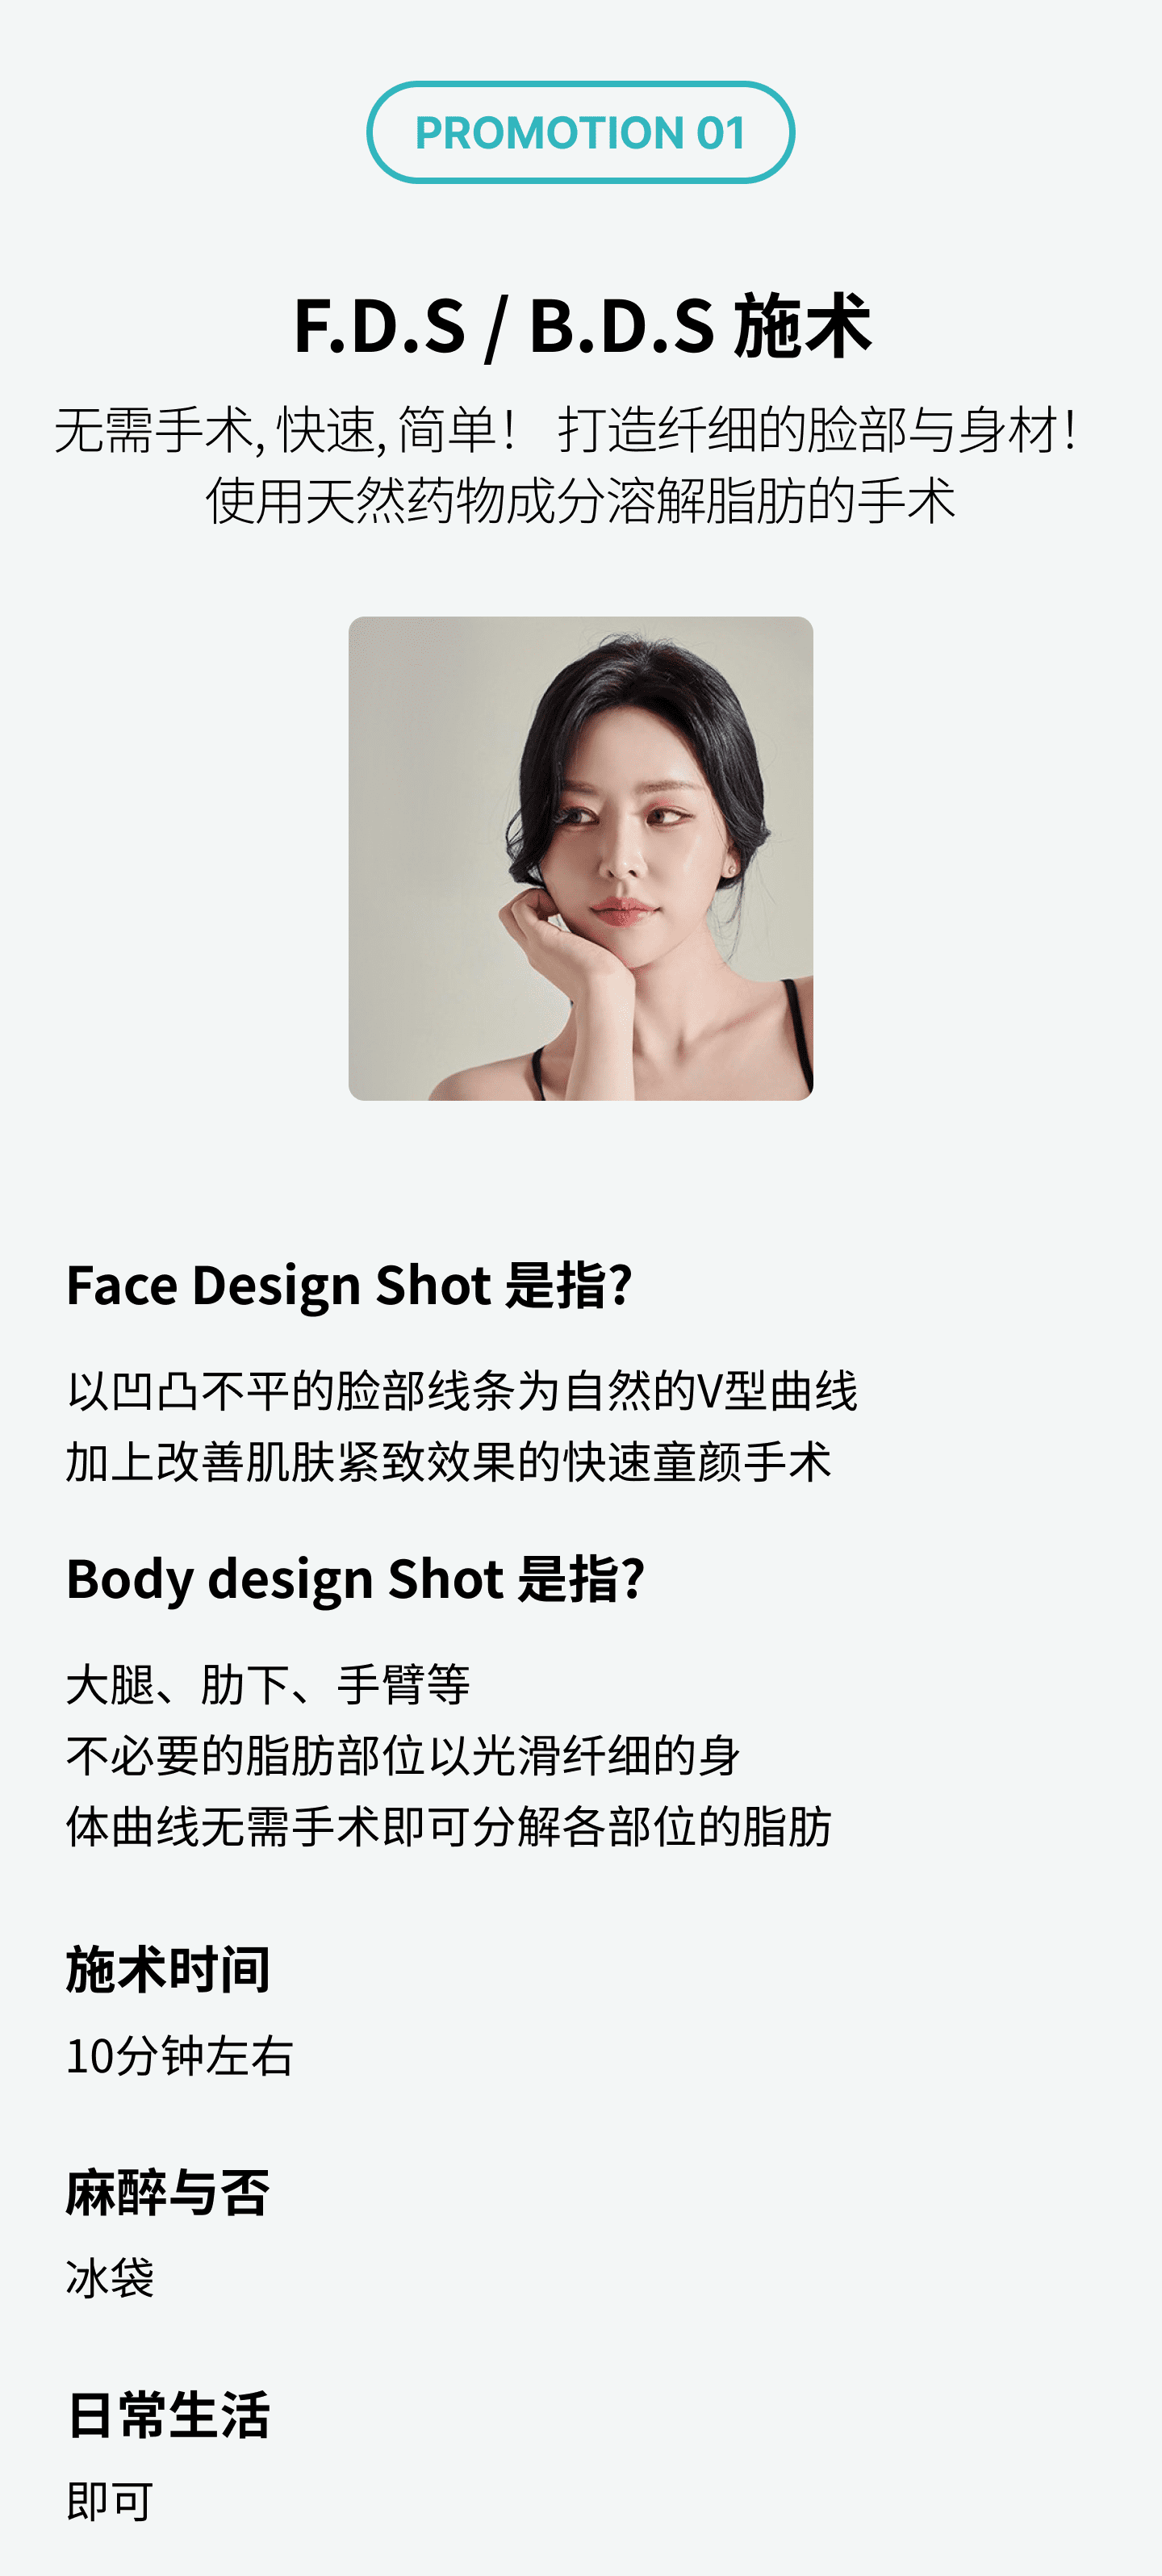 PROMOTION 01
F.D.S / B.D.S 施术
无需手术, 快速, 简单! 打造纤细的脸部与身材!
使用天然药物成分溶解脂肪的手术
Face Design Shot 是指?
以凹凸不平的脸部线条为自然的V型曲线
加上改善肌肤紧致效果的快速童颜手术
Body design Shot 是指?
大腿、肋下、手臂等
不必要的脂肪部位以光滑纤细的身
体曲线无需手术即可分解各部位的脂肪
施术时间
10分钟左右
麻醉与否
冰袋
日常生活
即可